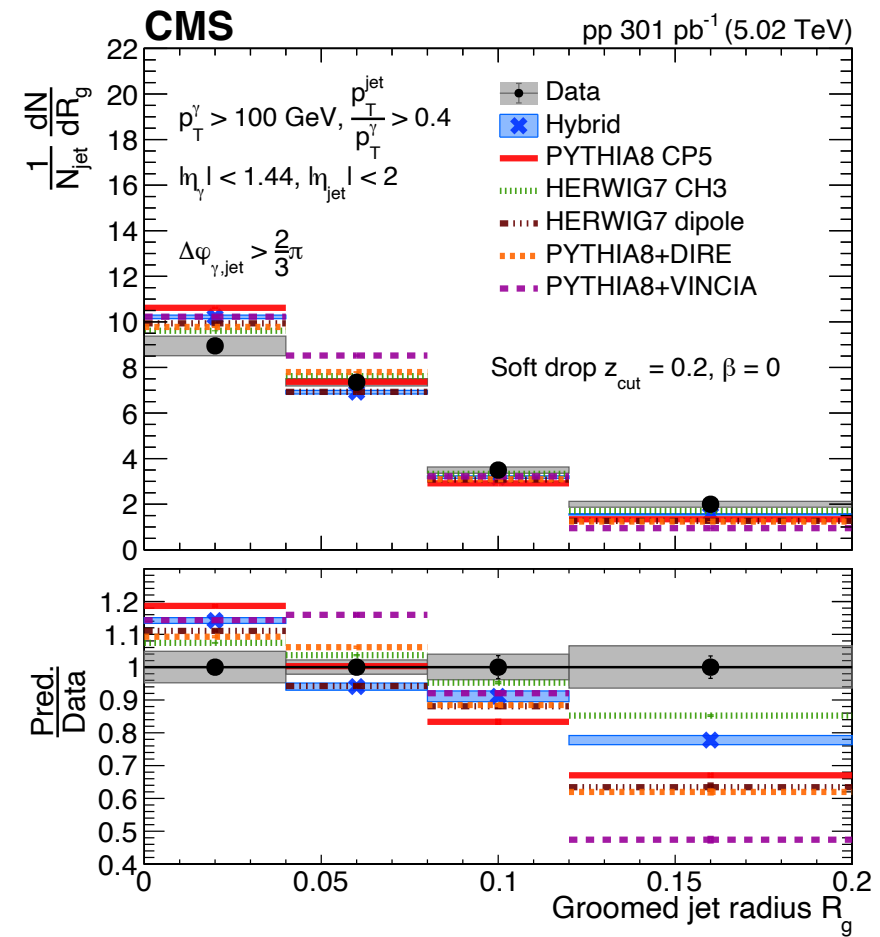 CMS
pp 301 pb⁻¹ (5.02 TeV)
1/N_jet dN/dR_g
22
20
18
16
14
12
10
8
6
4
2
0
p_T^γ > 100 GeV, p_T^jet/p_T^γ > 0.4
|η_γ| < 1.44, |η_jet| < 2
Δφ_γ,jet > 2/3 π
Data
Hybrid
PYTHIA8 CP5
HERWIG7 CH3
HERWIG7 dipole
PYTHIA8+DIRE
PYTHIA8+VINCIA
Soft drop z_cut = 0.2, β = 0
Pred./Data
1.2
1.1
1
0.9
0.8
0.7
0.6
0.5
0.4
0 0.05 0.1 0.15 0.2
Groomed jet radius R_g